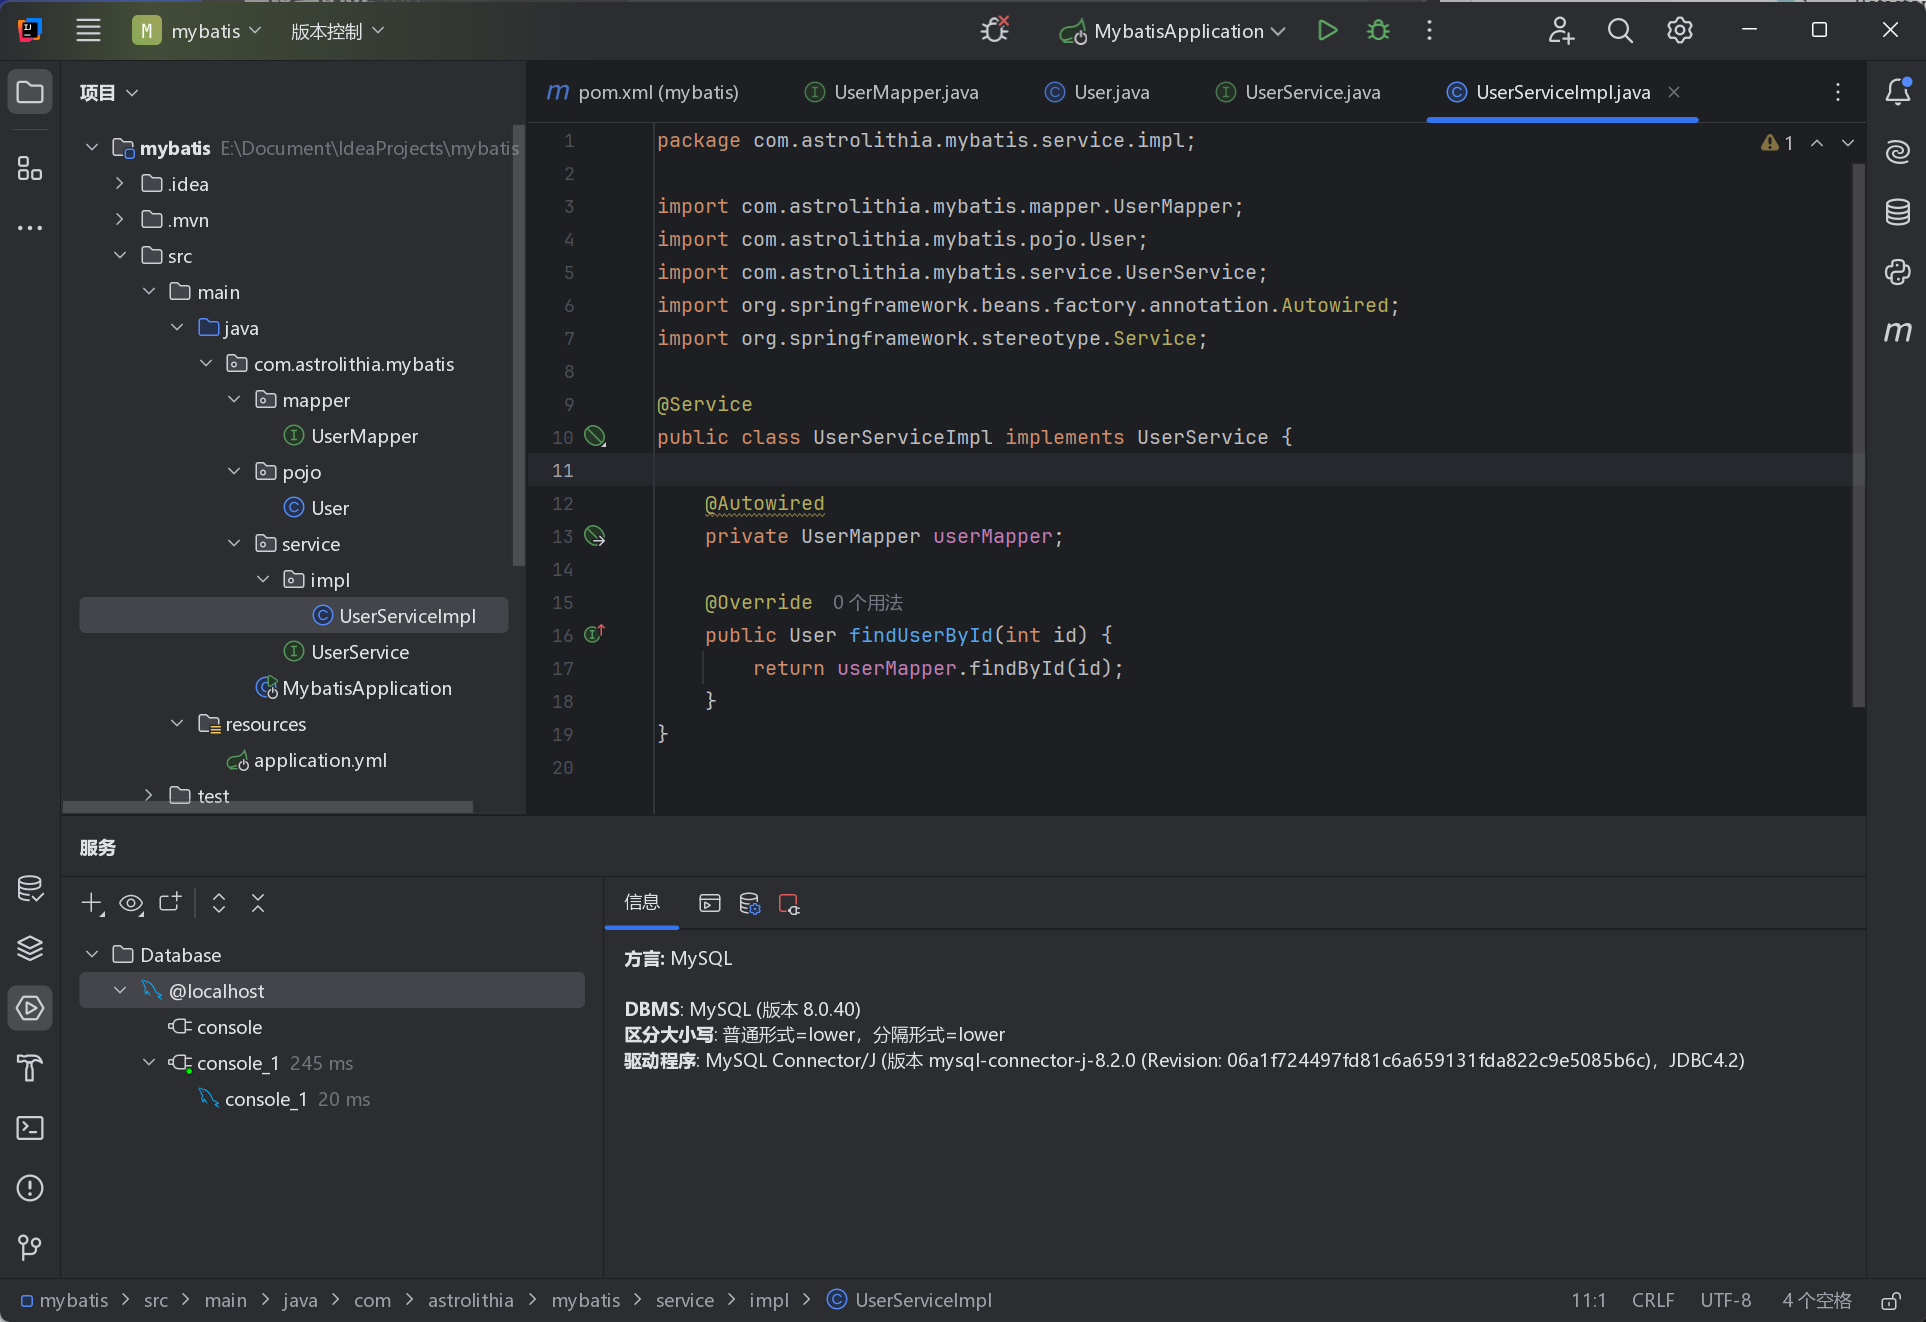 M mybatis 版本控制 MybatisApplication
项目
mybatis E:\Document\IdeaProjects\mybatis
.idea
.mvn
src
main
java
com.astrolithia.mybatis
mapper
UserMapper
pojo
User
service
impl
UserServiceImpl
UserService
MybatisApplication
resources
application.yml
test
m pom.xml (mybatis) UserMapper.java User.java UserService.java UserServiceImpl.java
1 package com.astrolithia.mybatis.service.impl;
1
2
3 import com.astrolithia.mybatis.mapper.UserMapper;
4 import com.astrolithia.mybatis.pojo.User;
5 import com.astrolithia.mybatis.service.UserService;
6 import org.springframework.beans.factory.annotation.Autowired;
7 import org.springframework.stereotype.Service;
8
9 @Service
10 public class UserServiceImpl implements UserService {
11
12 @Autowired
13 private UserMapper userMapper;
14
15 @Override 0 个用法
16 public User findUserById(int id) {
17 return userMapper.findById(id);
18 }
19 }
20
服务
Database
@localhost
console
console_1 245 ms
console_1 20 ms
信息
方言: MySQL
DBMS: MySQL (版本 8.0.40)
区分大小写: 普通形式=lower，分隔形式=lower
驱动程序: MySQL Connector/J (版本 mysql-connector-j-8.2.0 (Revision: 06a1f724497fd81c6a659131fda822c9e5085b6c)，JDBC4.2)
mybatis > src > main > java > com > astrolithia > mybatis > service > impl > UserServiceImpl
11:1 CRLF UTF-8 4 个空格